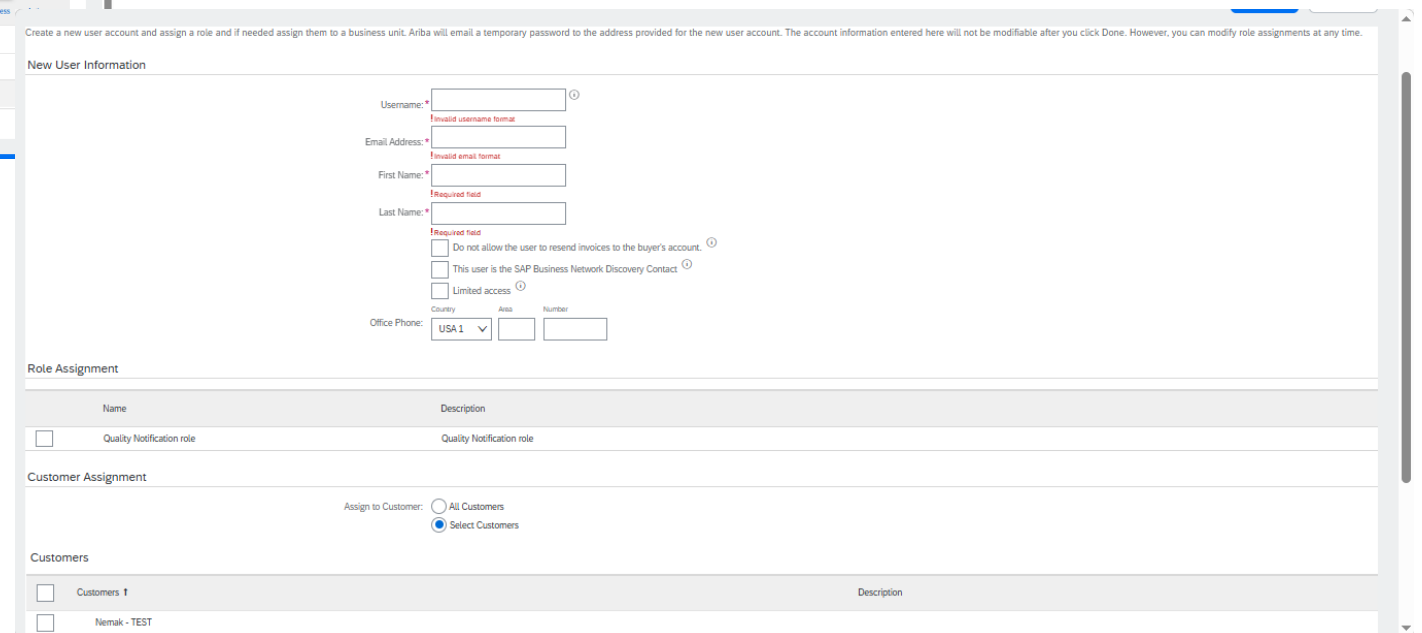 ess
Create a new user account and assign a role and if needed assign them to a business unit. Ariba will email a temporary password to the address provided for the new user account. The account information entered here will not be modifiable after you click Done. However, you can modify role assignments at any time.
New User Information
Username: *
!Invalid username format
Email Address: *
!Invalid email format
First Name: *
!Required field
Last Name: *
!Required field
Do not allow the user to resend invoices to the buyer's account.
This user is the SAP Business Network Discovery Contact
Limited access
Country Area Number
Office Phone: USA 1
Role Assignment
Name Description
Quality Notification role Quality Notification role
Customer Assignment
Assign to Customer: All Customers
Select Customers
Customers
Customers ↑ Description
Nemak - TEST